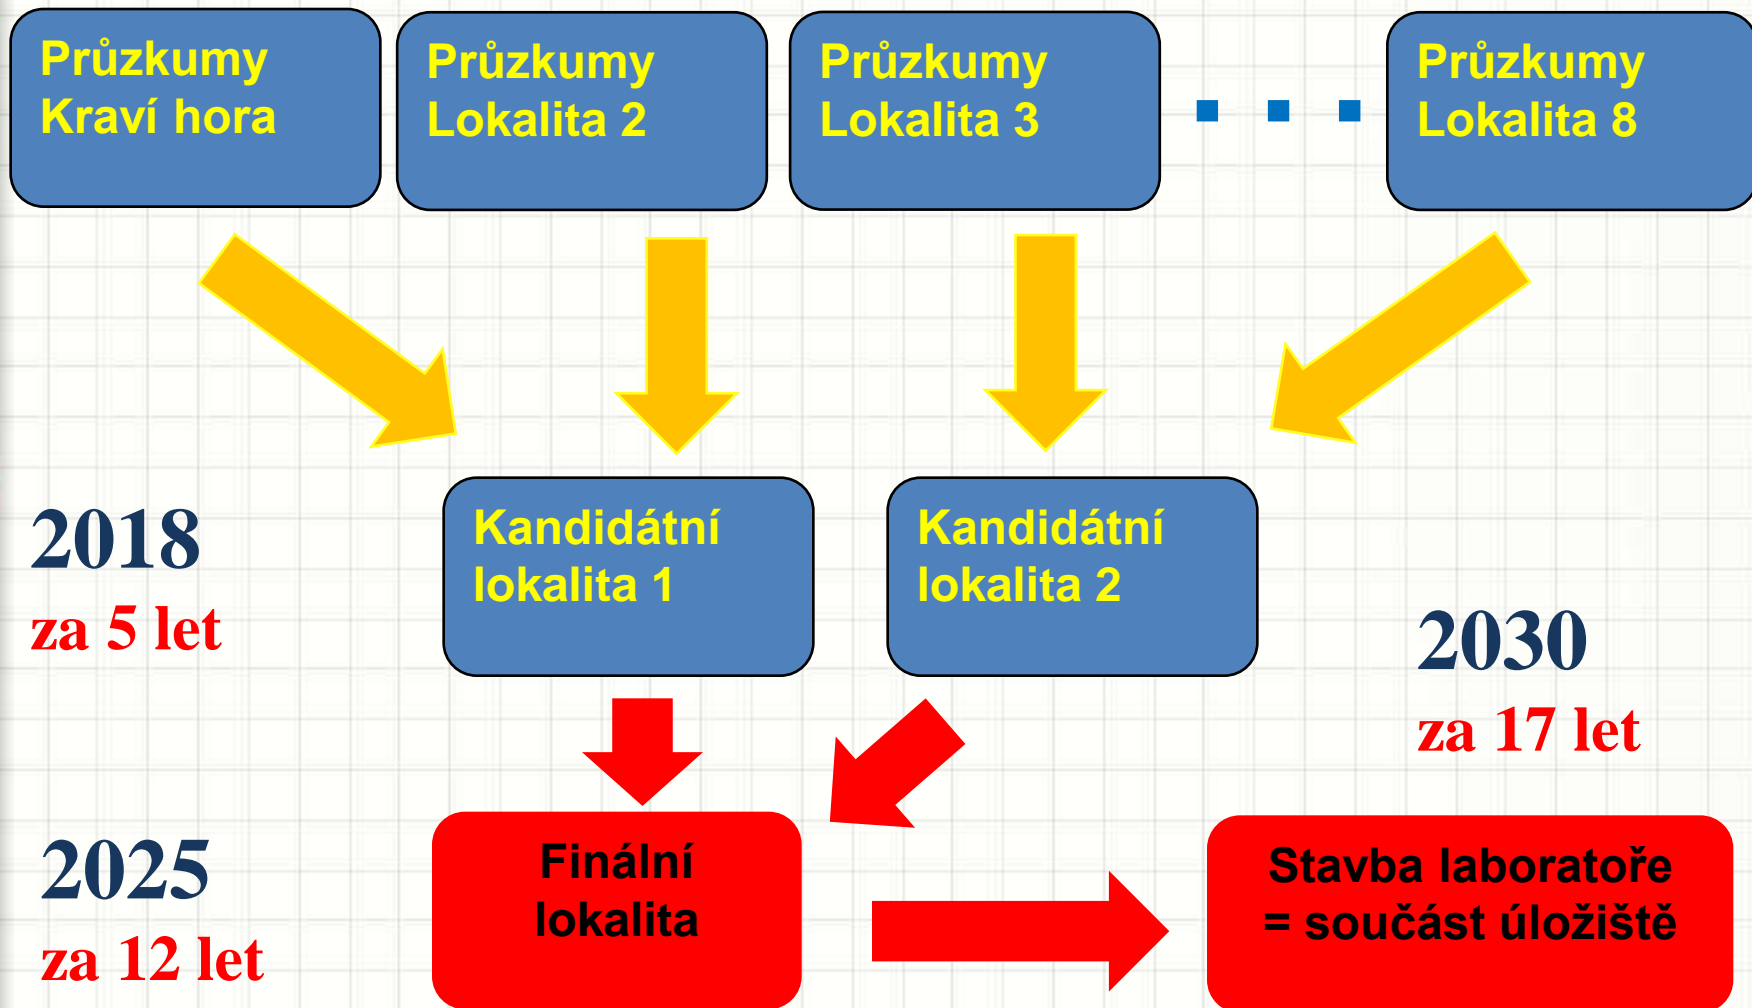 Průzkumy
Kraví hora
Průzkumy
Lokalita 2
Průzkumy
Lokalita 3
Průzkumy
Lokalita 8
2018
za 5 let
Kandidátní
lokalita 1
Kandidátní
lokalita 2
2030
za 17 let
2025
za 12 let
Finální
lokalita
Stavba laboratoře
= součást úložiště